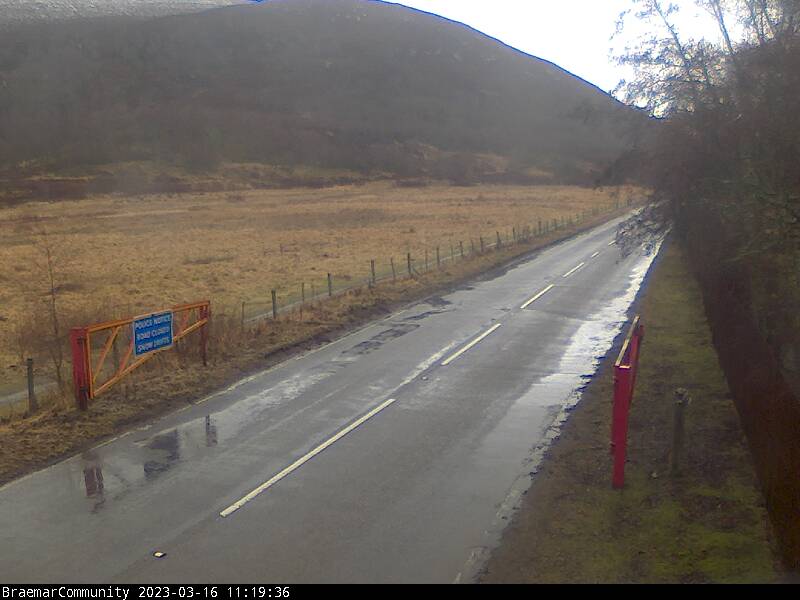 POLICE NOTICE
ROAD CLOSED
SNOW DRIFTS
BraemarCommunity 2023-03-16 11:19:36